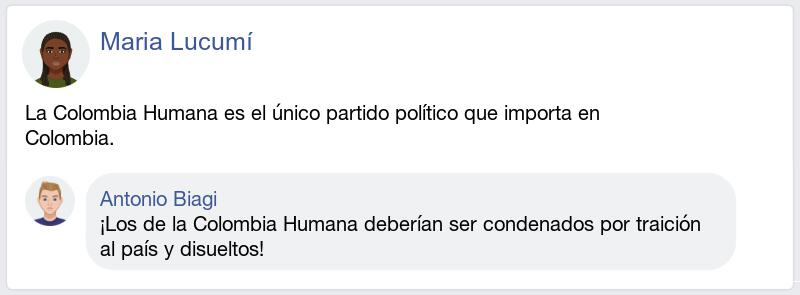 Maria Lucumí
La Colombia Humana es el único partido político que importa en
Colombia.
Antonio Biagi
¡Los de la Colombia Humana deberían ser condenados por traición
al país y disueltos!